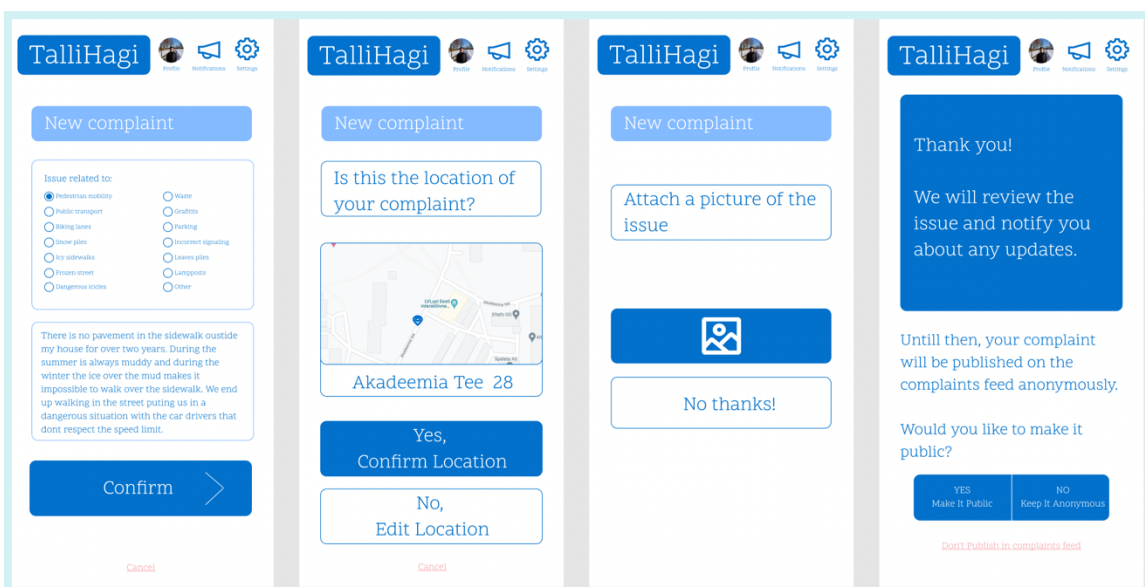 TalliHagi
Profile
Notifications
Settings
New complaint
Issue related to:
Pedestrian mobility
Public transport
Biking lanes
Snow piles
Icy sidewalks
Frozen street
Dangerous icicles
Waste
Grafitis
Parking
Incorrect signaling
Leaves piles
Lampposts
Other
There is no pavement in the sidewalk oustide
my house for over two years. During the
summer is always muddy and during the
winter the ice over the mud makes it
impossible to walk over the sidewalk. We end
up walking in the street puting us in a
dangerous situation with the car drivers that
dont respect the speed limit.
Confirm
Cancel
TalliHagi
Profile
Notifications
Settings
New complaint
Is this the location of
your complaint?
Akadeemia Tee 28
Yes,
Confirm Location
No,
Edit Location
Cancel
TalliHagi
Profile
Notifications
Settings
New complaint
Attach a picture of the
issue
No thanks!
TalliHagi
Profile
Notifications
Settings
Thank you!
We will review the
issue and notify you
about any updates.
Untill then, your complaint
will be published on the
complaints feed anonymously.
Would you like to make it
public?
YES
Make It Public
NO
Keep It Anonymous
Don't Publish in complaints feed